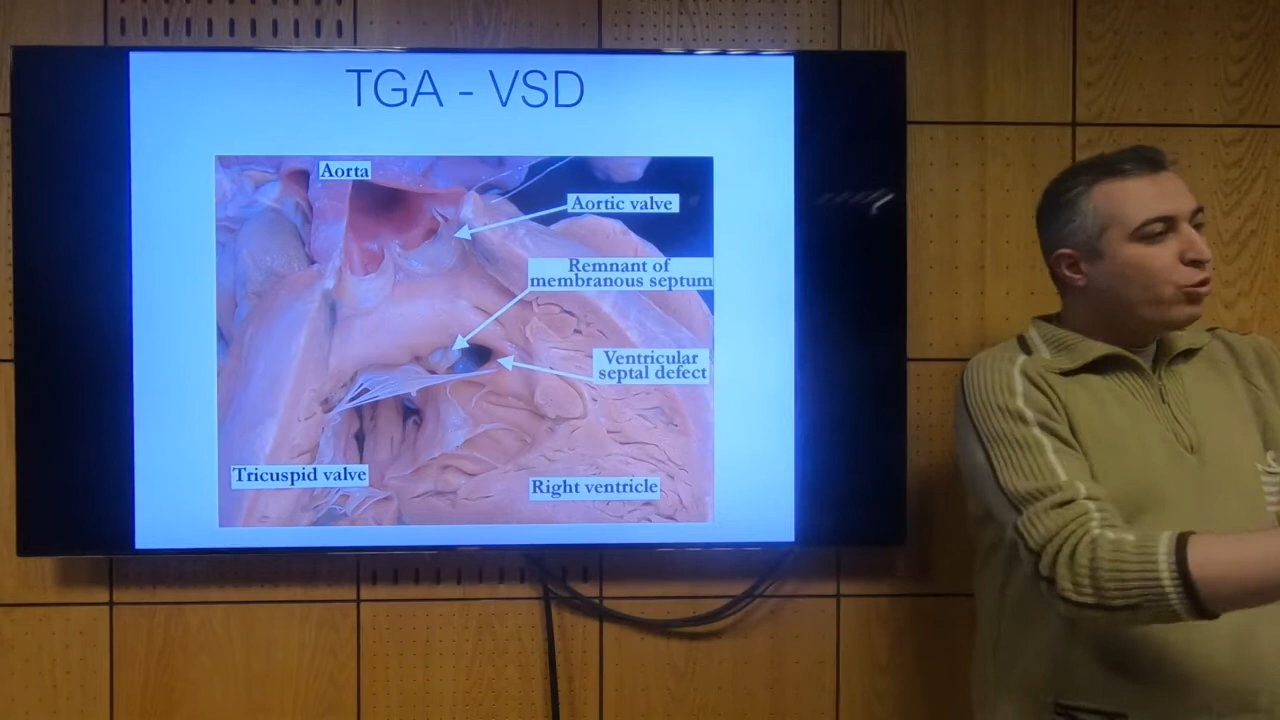 TGA - VSD
Aorta
Aortic valve
Remnant of
membranous septum
Ventricular
septal defect
Tricuspid valve
Right ventricle